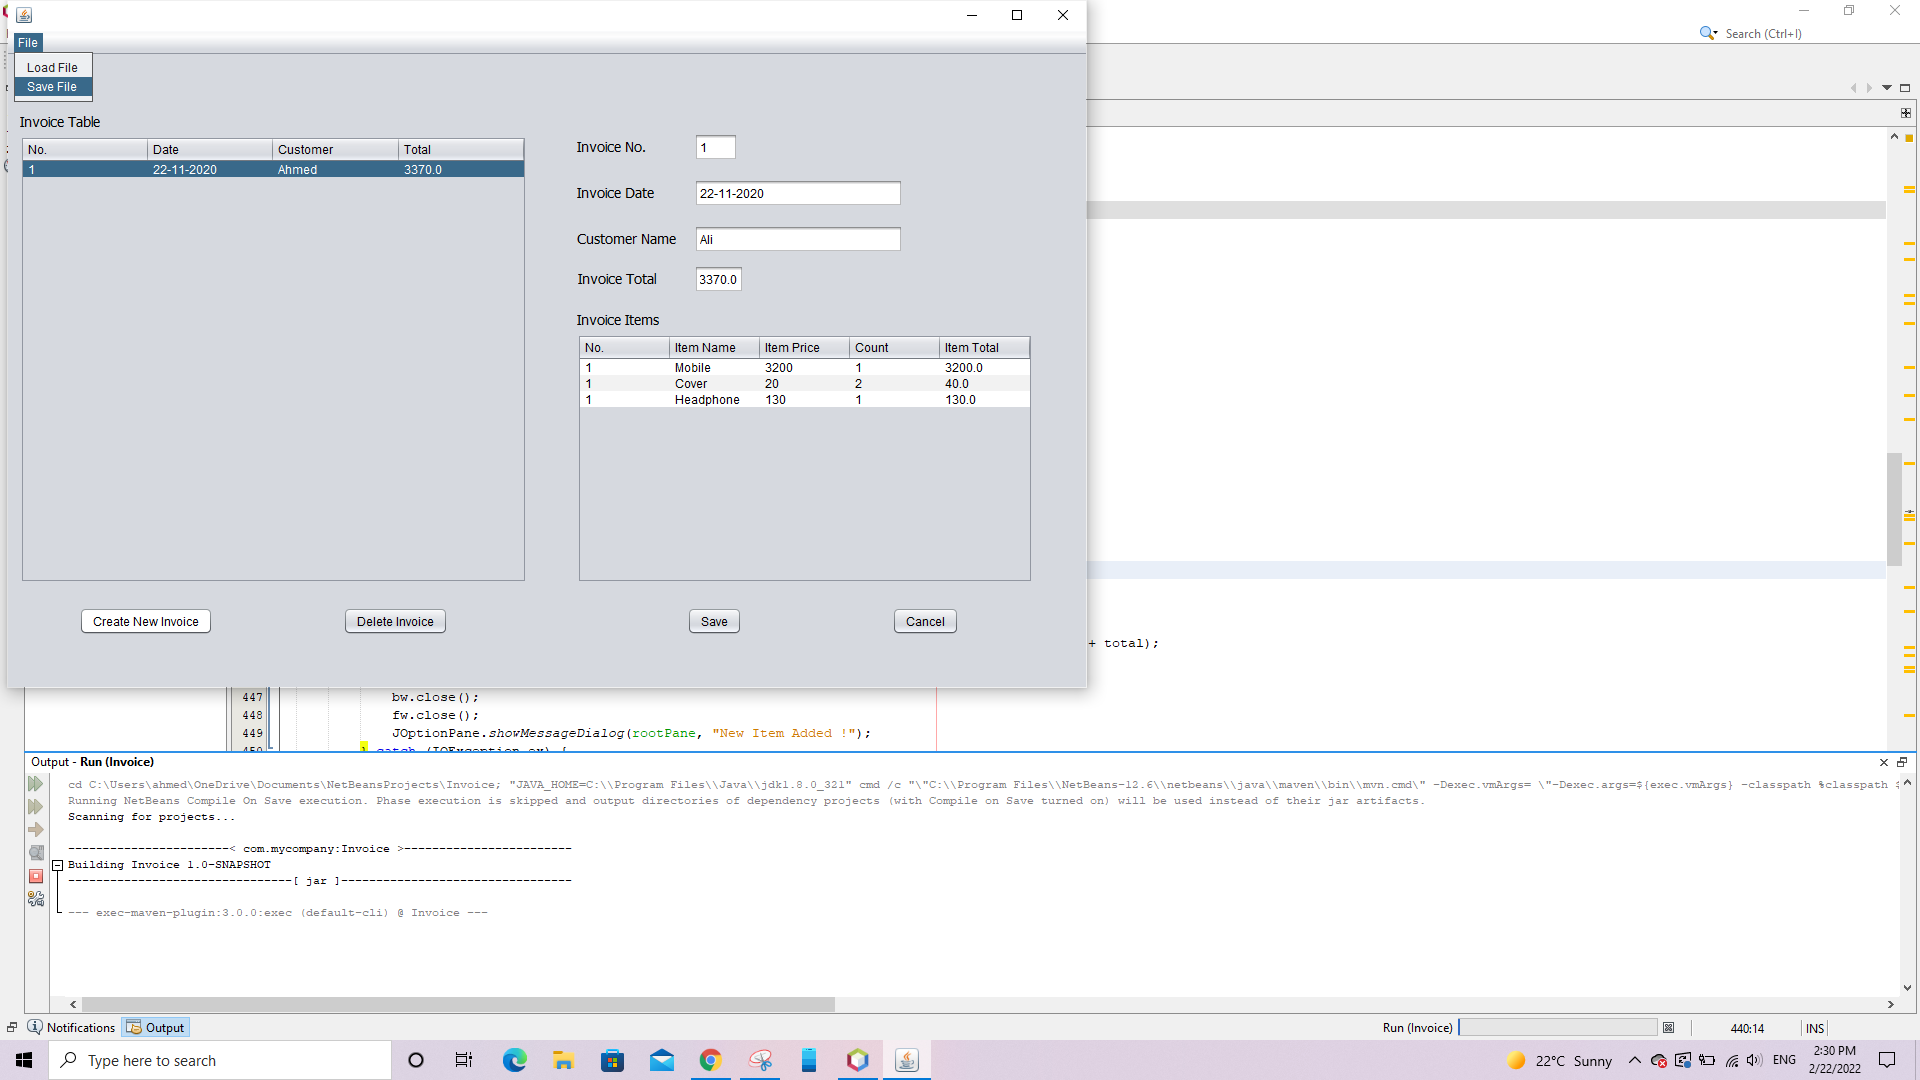 File
Search (Ctrl+I)
Load File
Save File
Invoice Table
No. Date Customer Total
1 22-11-2020 Ahmed 3370.0
Invoice No. 1
Invoice Date 22-11-2020
Customer Name Ali
Invoice Total 3370.0
Invoice Items
No. Item Name Item Price Count Item Total
1 Mobile 3200 1 3200.0
1 Cover 20 2 40.0
1 Headphone 130 1 130.0
Create New Invoice Delete Invoice Save Cancel
+ total);
447 bw.close();
448 fw.close();
449 JOptionPane.showMessageDialog(rootPane, "New Item Added !");
450 } catch (IOException ex) {
Output - Run (Invoice)
cd C:\Users\ahmed\OneDrive\Documents\NetBeansProjects\Invoice; "JAVA_HOME=C:\\Program Files\\Java\\jdk1.8.0_321" cmd /c "\"C:\\Program Files\\NetBeans-12.6\\netbeans\\java\\maven\\bin\\mvn.cmd\" -Dexec.vmArgs= \"-Dexec.args=${exec.vmArgs} -classpath %classpath $
Running NetBeans Compile On Save execution. Phase execution is skipped and output directories of dependency projects (with Compile on Save turned on) will be used instead of their jar artifacts.
Scanning for projects...
-----------------------< com.mycompany:Invoice >------------------------
Building Invoice 1.0-SNAPSHOT
--------------------------------[ jar ]---------------------------------
--- exec-maven-plugin:3.0.0:exec (default-cli) @ Invoice ---
Notifications Output Run (Invoice) 440:14 INS
Type here to search 22°C Sunny ENG 2:30 PM
2/22/2022